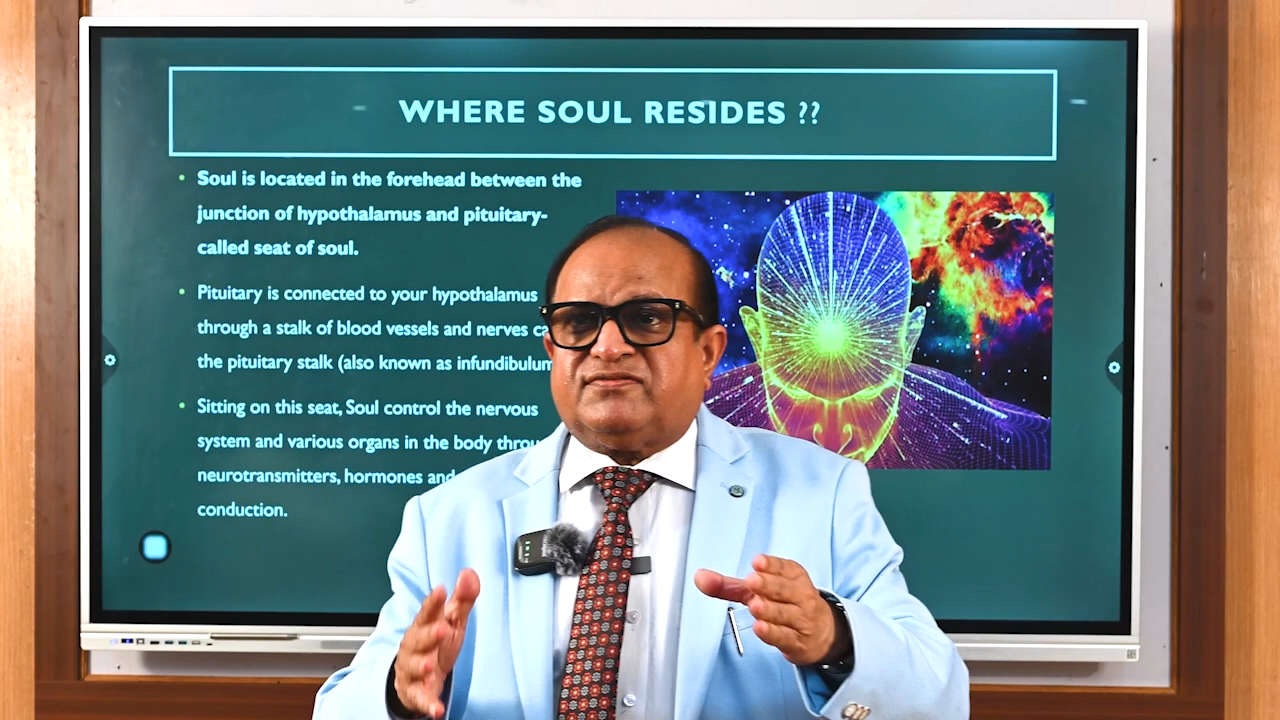 WHERE SOUL RESIDES ??
• Soul is located in the forehead between the
junction of hypothalamus and pituitary-
called seat of soul.
• Pituitary is connected to your hypothalamus
through a stalk of blood vessels and nerves
the pituitary stalk (also known as infundibulum
• Sitting on this seat, Soul control the nervous
system and various organs in the body
neurotransmitters, hormones and
conduction.